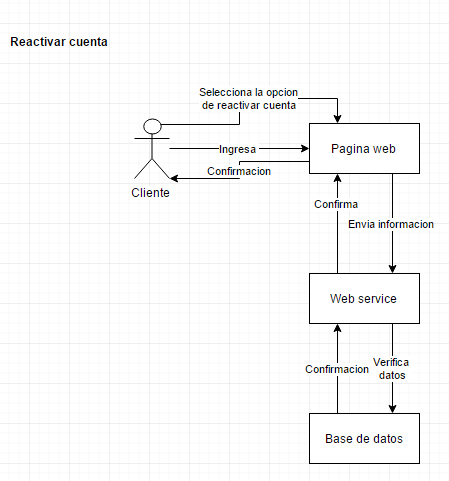 Reactivar cuenta
Selecciona la opcion
de reactivar cuenta
Ingresa
Pagina web
Confirmacion
Cliente
Confirma
Envia informacion
Web service
Confirmacion
Verifica
datos
Base de datos